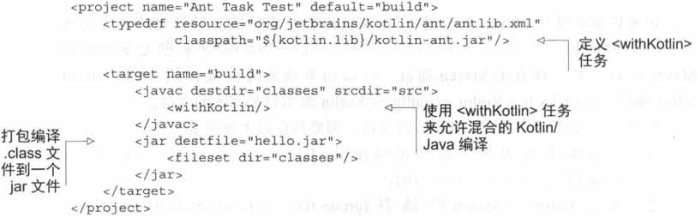 <project name="Ant Task Test" default="build">
<typedef resource="org/jetbrains/kotlin/ant/antlib.xml"
classpath="${kotlin.lib}/kotlin-ant.jar"/>
定义 <withKotlin>
任务
<target name="build">
<javac destdir="classes" srcdir="src">
<withKotlin/>
</javac>
使用 <withKotlin> 任务
来允许混合的 Kotlin/
Java 编译
<jar destfile="hello.jar">
<fileset dir="classes"/>
</jar>
打包编译
.class 文
件到一个
jar 文件
</target>
</project>